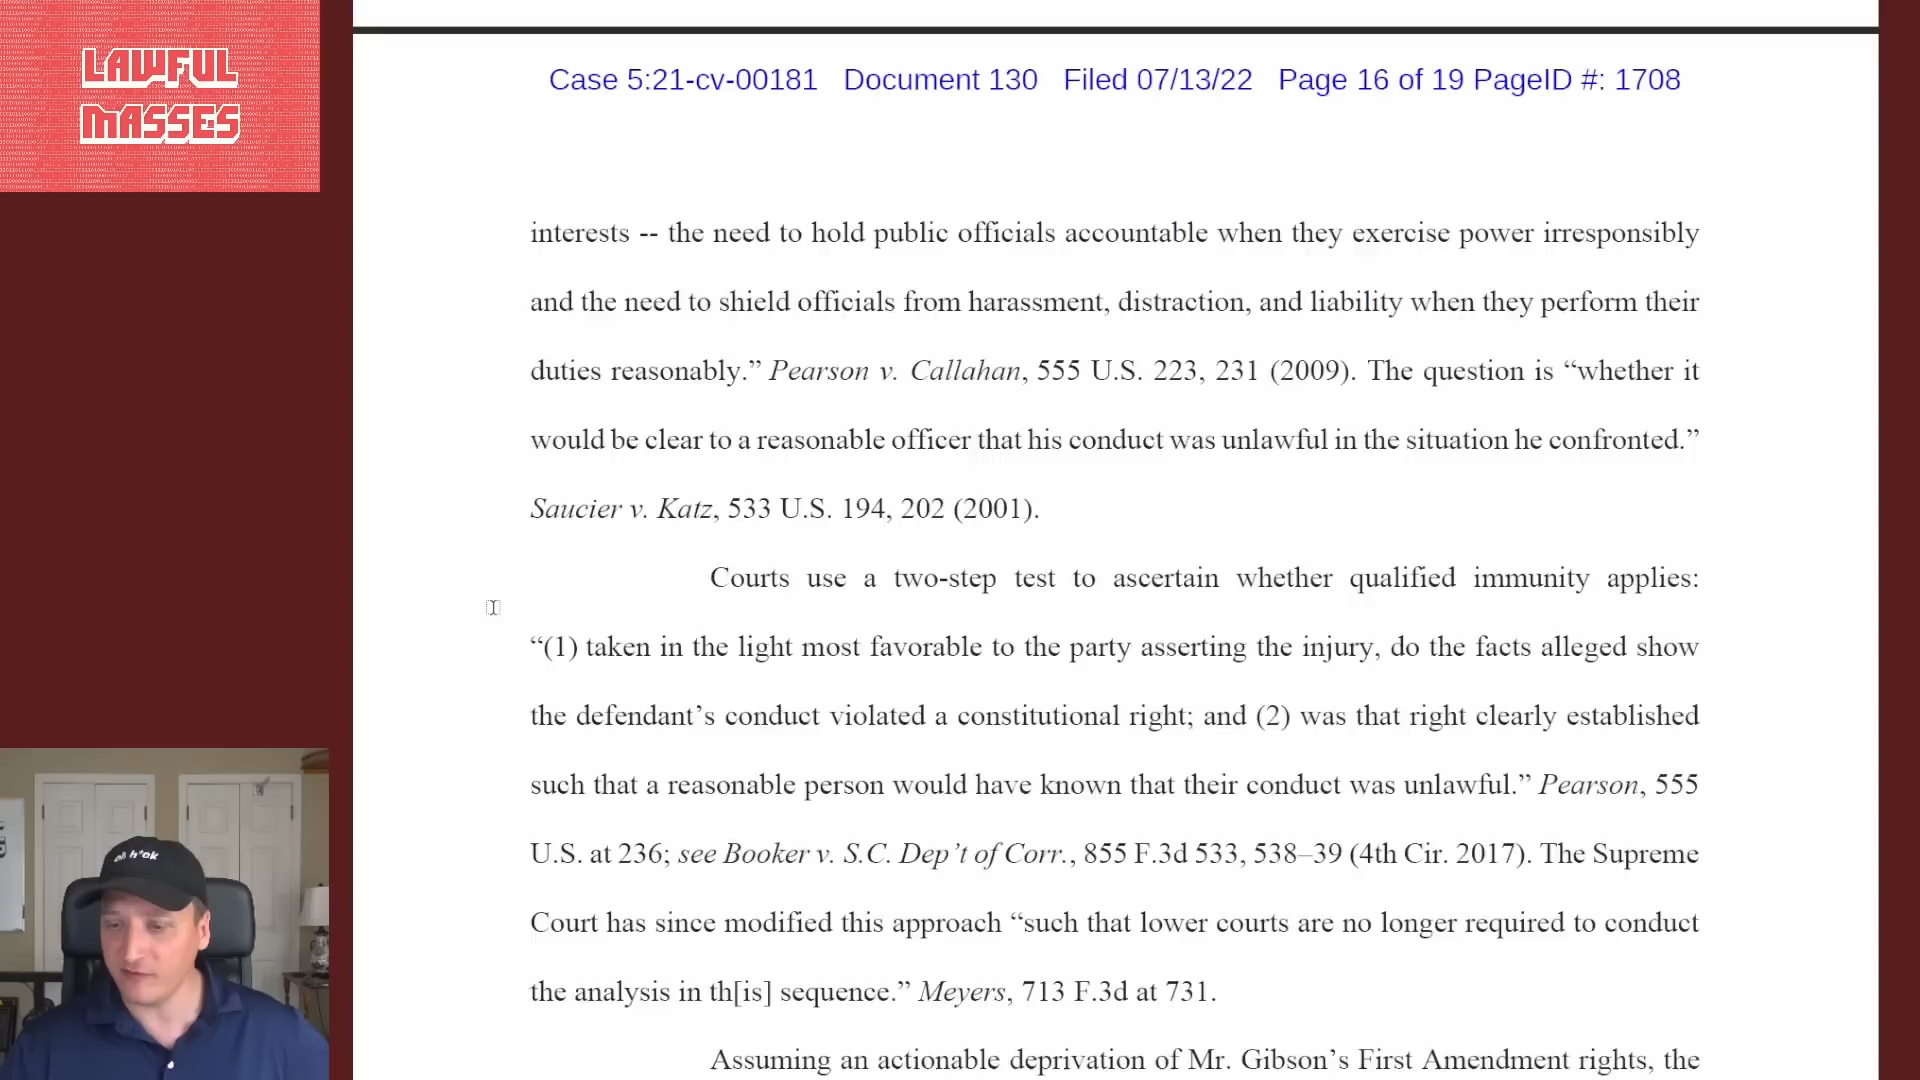 LAWFUL
MASSES
Case 5:21-cv-00181 Document 130 Filed 07/13/22 Page 16 of 19 PageID #: 1708
interests -- the need to hold public officials accountable when they exercise power irresponsibly
and the need to shield officials from harassment, distraction, and liability when they perform their
duties reasonably.” Pearson v. Callahan, 555 U.S. 223, 231 (2009). The question is “whether it
would be clear to a reasonable officer that his conduct was unlawful in the situation he confronted.”
Saucier v. Katz, 533 U.S. 194, 202 (2001).
Courts use a two-step test to ascertain whether qualified immunity applies:
“(1) taken in the light most favorable to the party asserting the injury, do the facts alleged show
the defendant’s conduct violated a constitutional right; and (2) was that right clearly established
such that a reasonable person would have known that their conduct was unlawful.” Pearson, 555
U.S. at 236; see Booker v. S.C. Dep’t of Corr., 855 F.3d 533, 538–39 (4th Cir. 2017). The Supreme
Court has since modified this approach “such that lower courts are no longer required to conduct
the analysis in th[is] sequence.” Meyers, 713 F.3d at 731.
Assuming an actionable deprivation of Mr. Gibson’s First Amendment rights, the